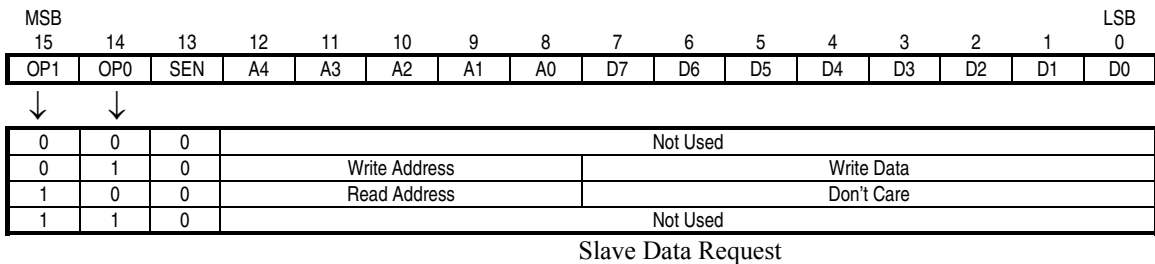 MSB LSB
15 14 13 12 11 10 9 8 7 6 5 4 3 2 1 0
OP1 OP0 SEN A4 A3 A2 A1 A0 D7 D6 D5 D4 D3 D2 D1 D0
↓ ↓
0 0 0 Not Used
0 1 0 Write Address Write Data
1 0 0 Read Address Don't Care
1 1 0 Not Used
Slave Data Request